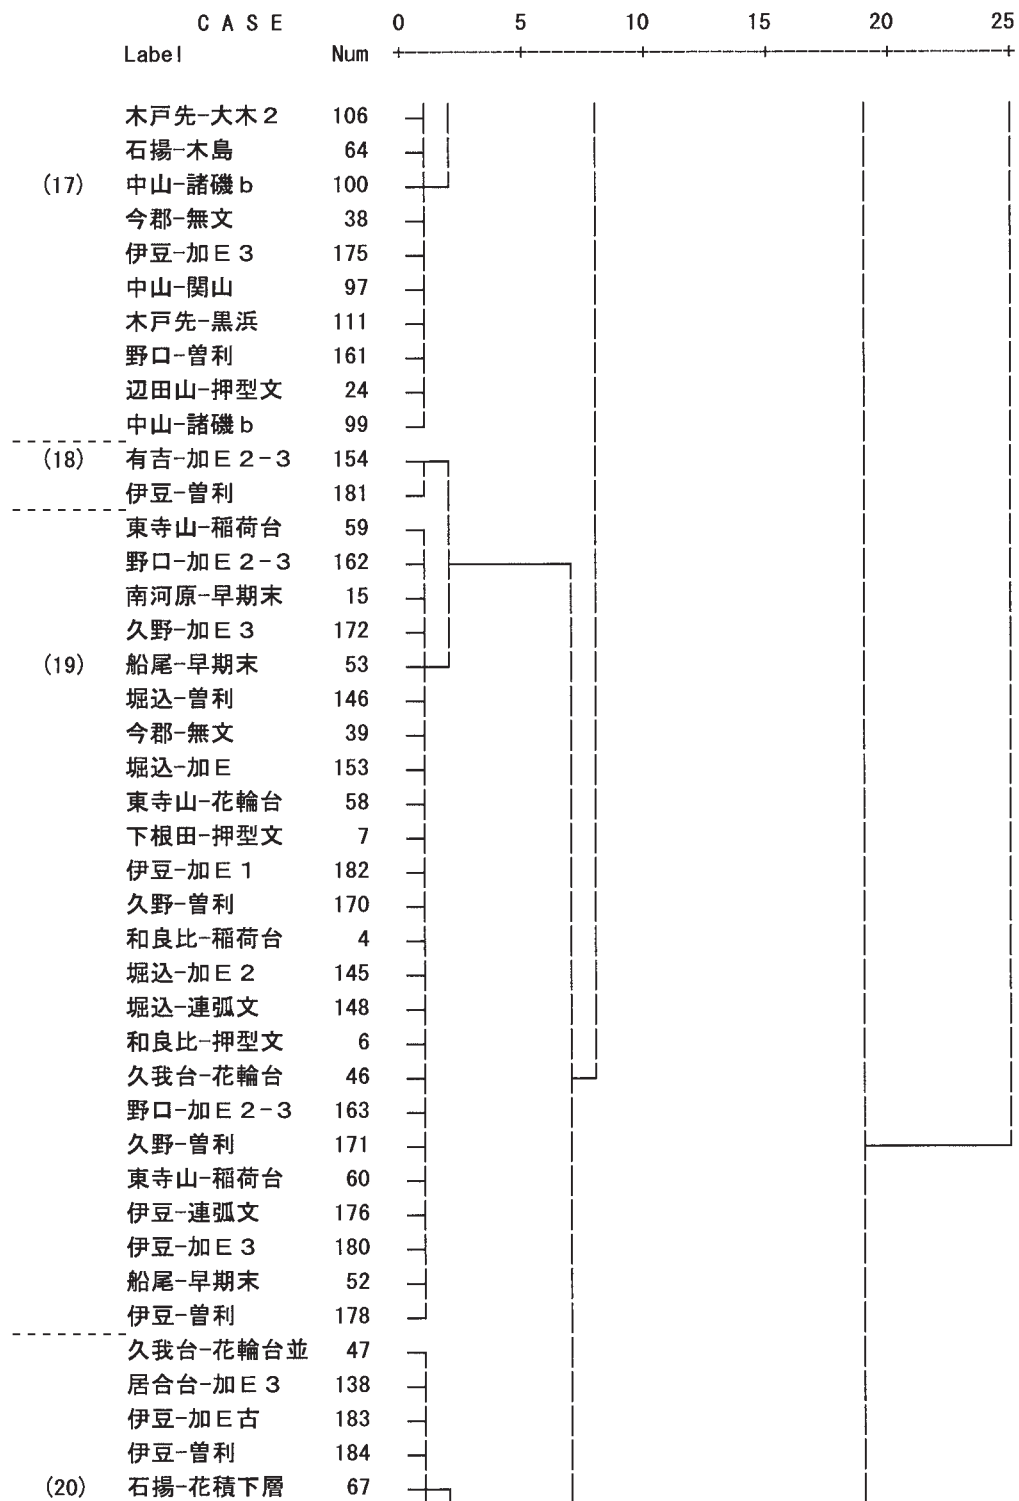 C A S E 0 5 10 15 20 25
Label Num
木戸先-大木2 106
石揚-木島 64
(17) 中山-諸磯b 100
今郡-無文 38
伊豆-加E3 175
中山-関山 97
木戸先-黒浜 111
野口-曽利 161
辺田山-押型文 24
中山-諸磯b 99
(18) 有吉-加E2-3 154
伊豆-曽利 181
東寺山-稲荷台 59
野口-加E2-3 162
南河原-早期末 15
久野-加E3 172
(19) 船尾-早期末 53
堀込-曽利 146
今郡-無文 39
堀込-加E 153
東寺山-花輪台 58
下根田-押型文 7
伊豆-加E1 182
久野-曽利 170
和良比-稲荷台 4
堀込-加E2 145
堀込-連弧文 148
和良比-押型文 6
久我台-花輪台 46
野口-加E2-3 163
久野-曽利 171
東寺山-稲荷台 60
伊豆-連弧文 176
伊豆-加E3 180
船尾-早期末 52
伊豆-曽利 178
久我台-花輪台並 47
居合台-加E3 138
伊豆-加E古 183
伊豆-曽利 184
(20) 石揚-花積下層 67